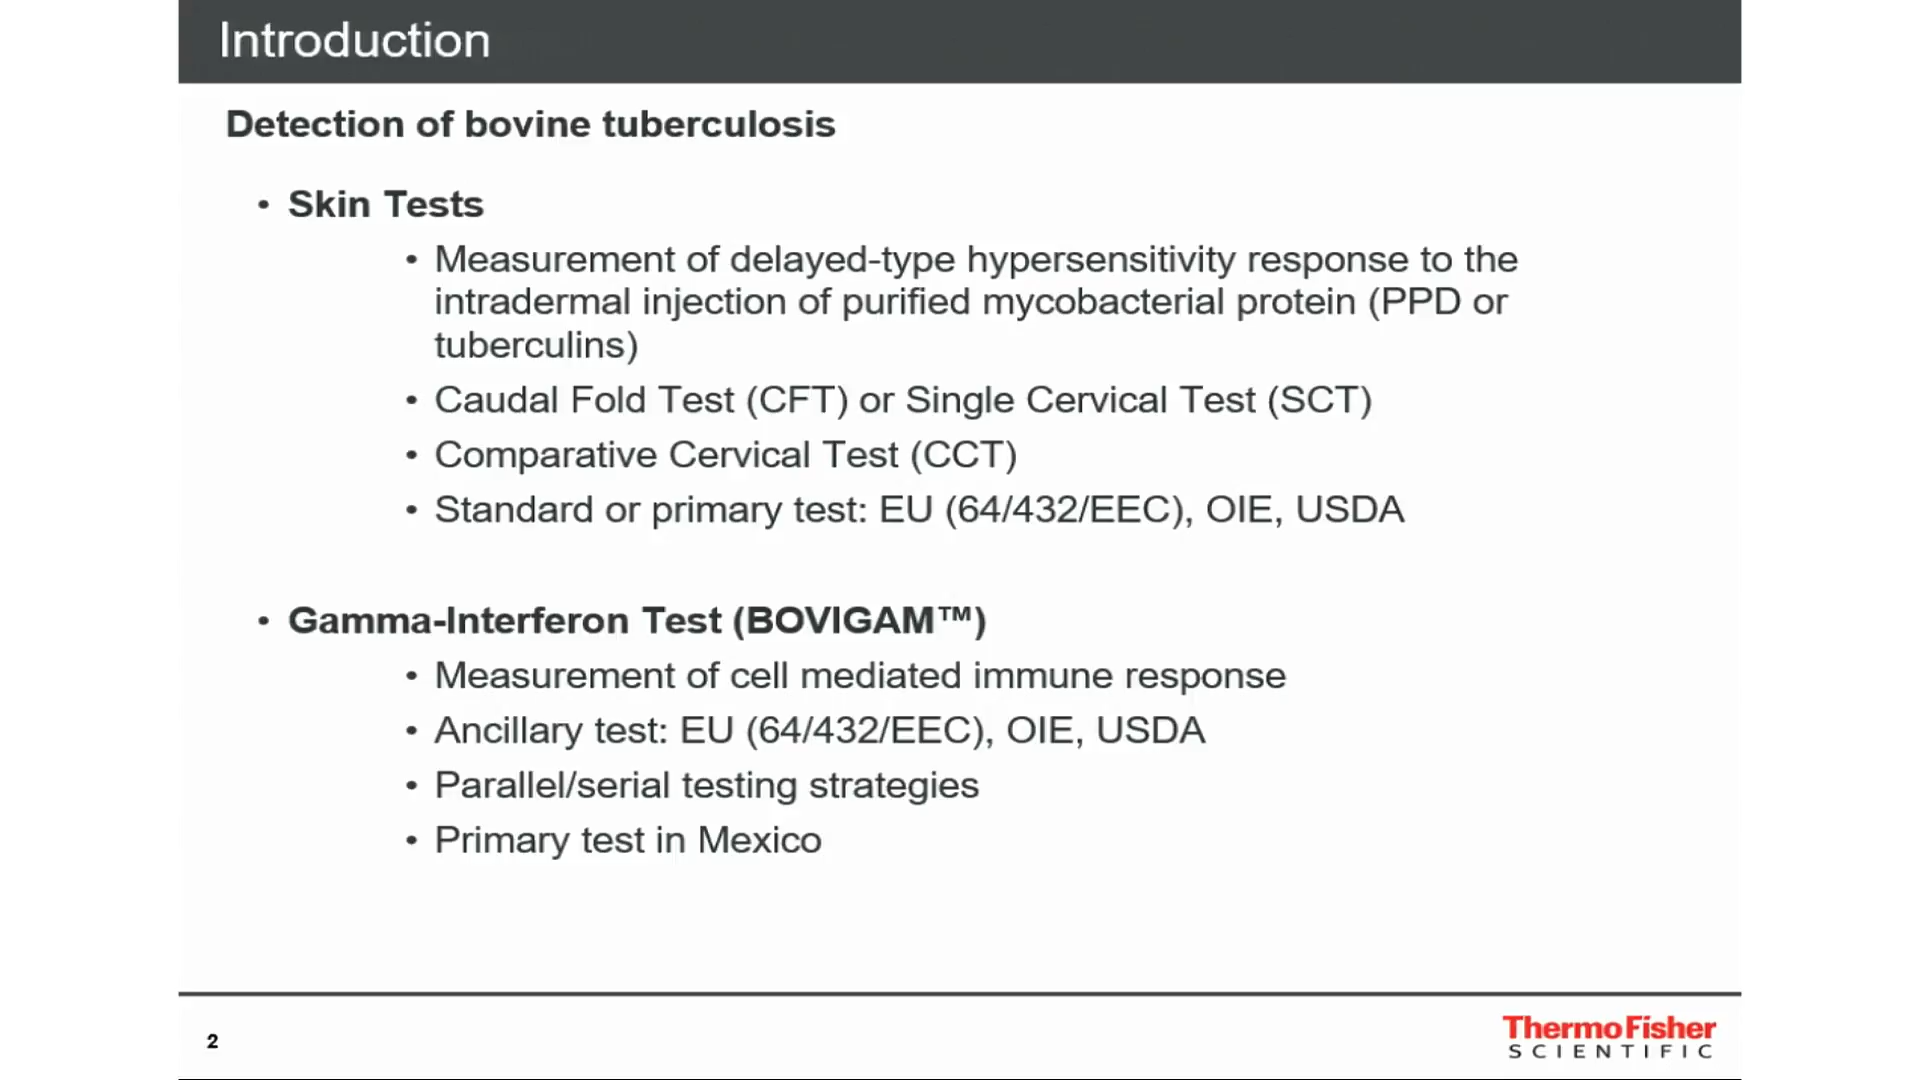 Introduction
Detection of bovine tuberculosis
• Skin Tests
• Measurement of delayed-type hypersensitivity response to the
intradermal injection of purified mycobacterial protein (PPD or
tuberculins)
• Caudal Fold Test (CFT) or Single Cervical Test (SCT)
• Comparative Cervical Test (CCT)
• Standard or primary test: EU (64/432/EEC), OIE, USDA
• Gamma-Interferon Test (BOVIGAM™)
• Measurement of cell mediated immune response
• Ancillary test: EU (64/432/EEC), OIE, USDA
• Parallel/serial testing strategies
• Primary test in Mexico
2
ThermoFisher
SCIENTIFIC